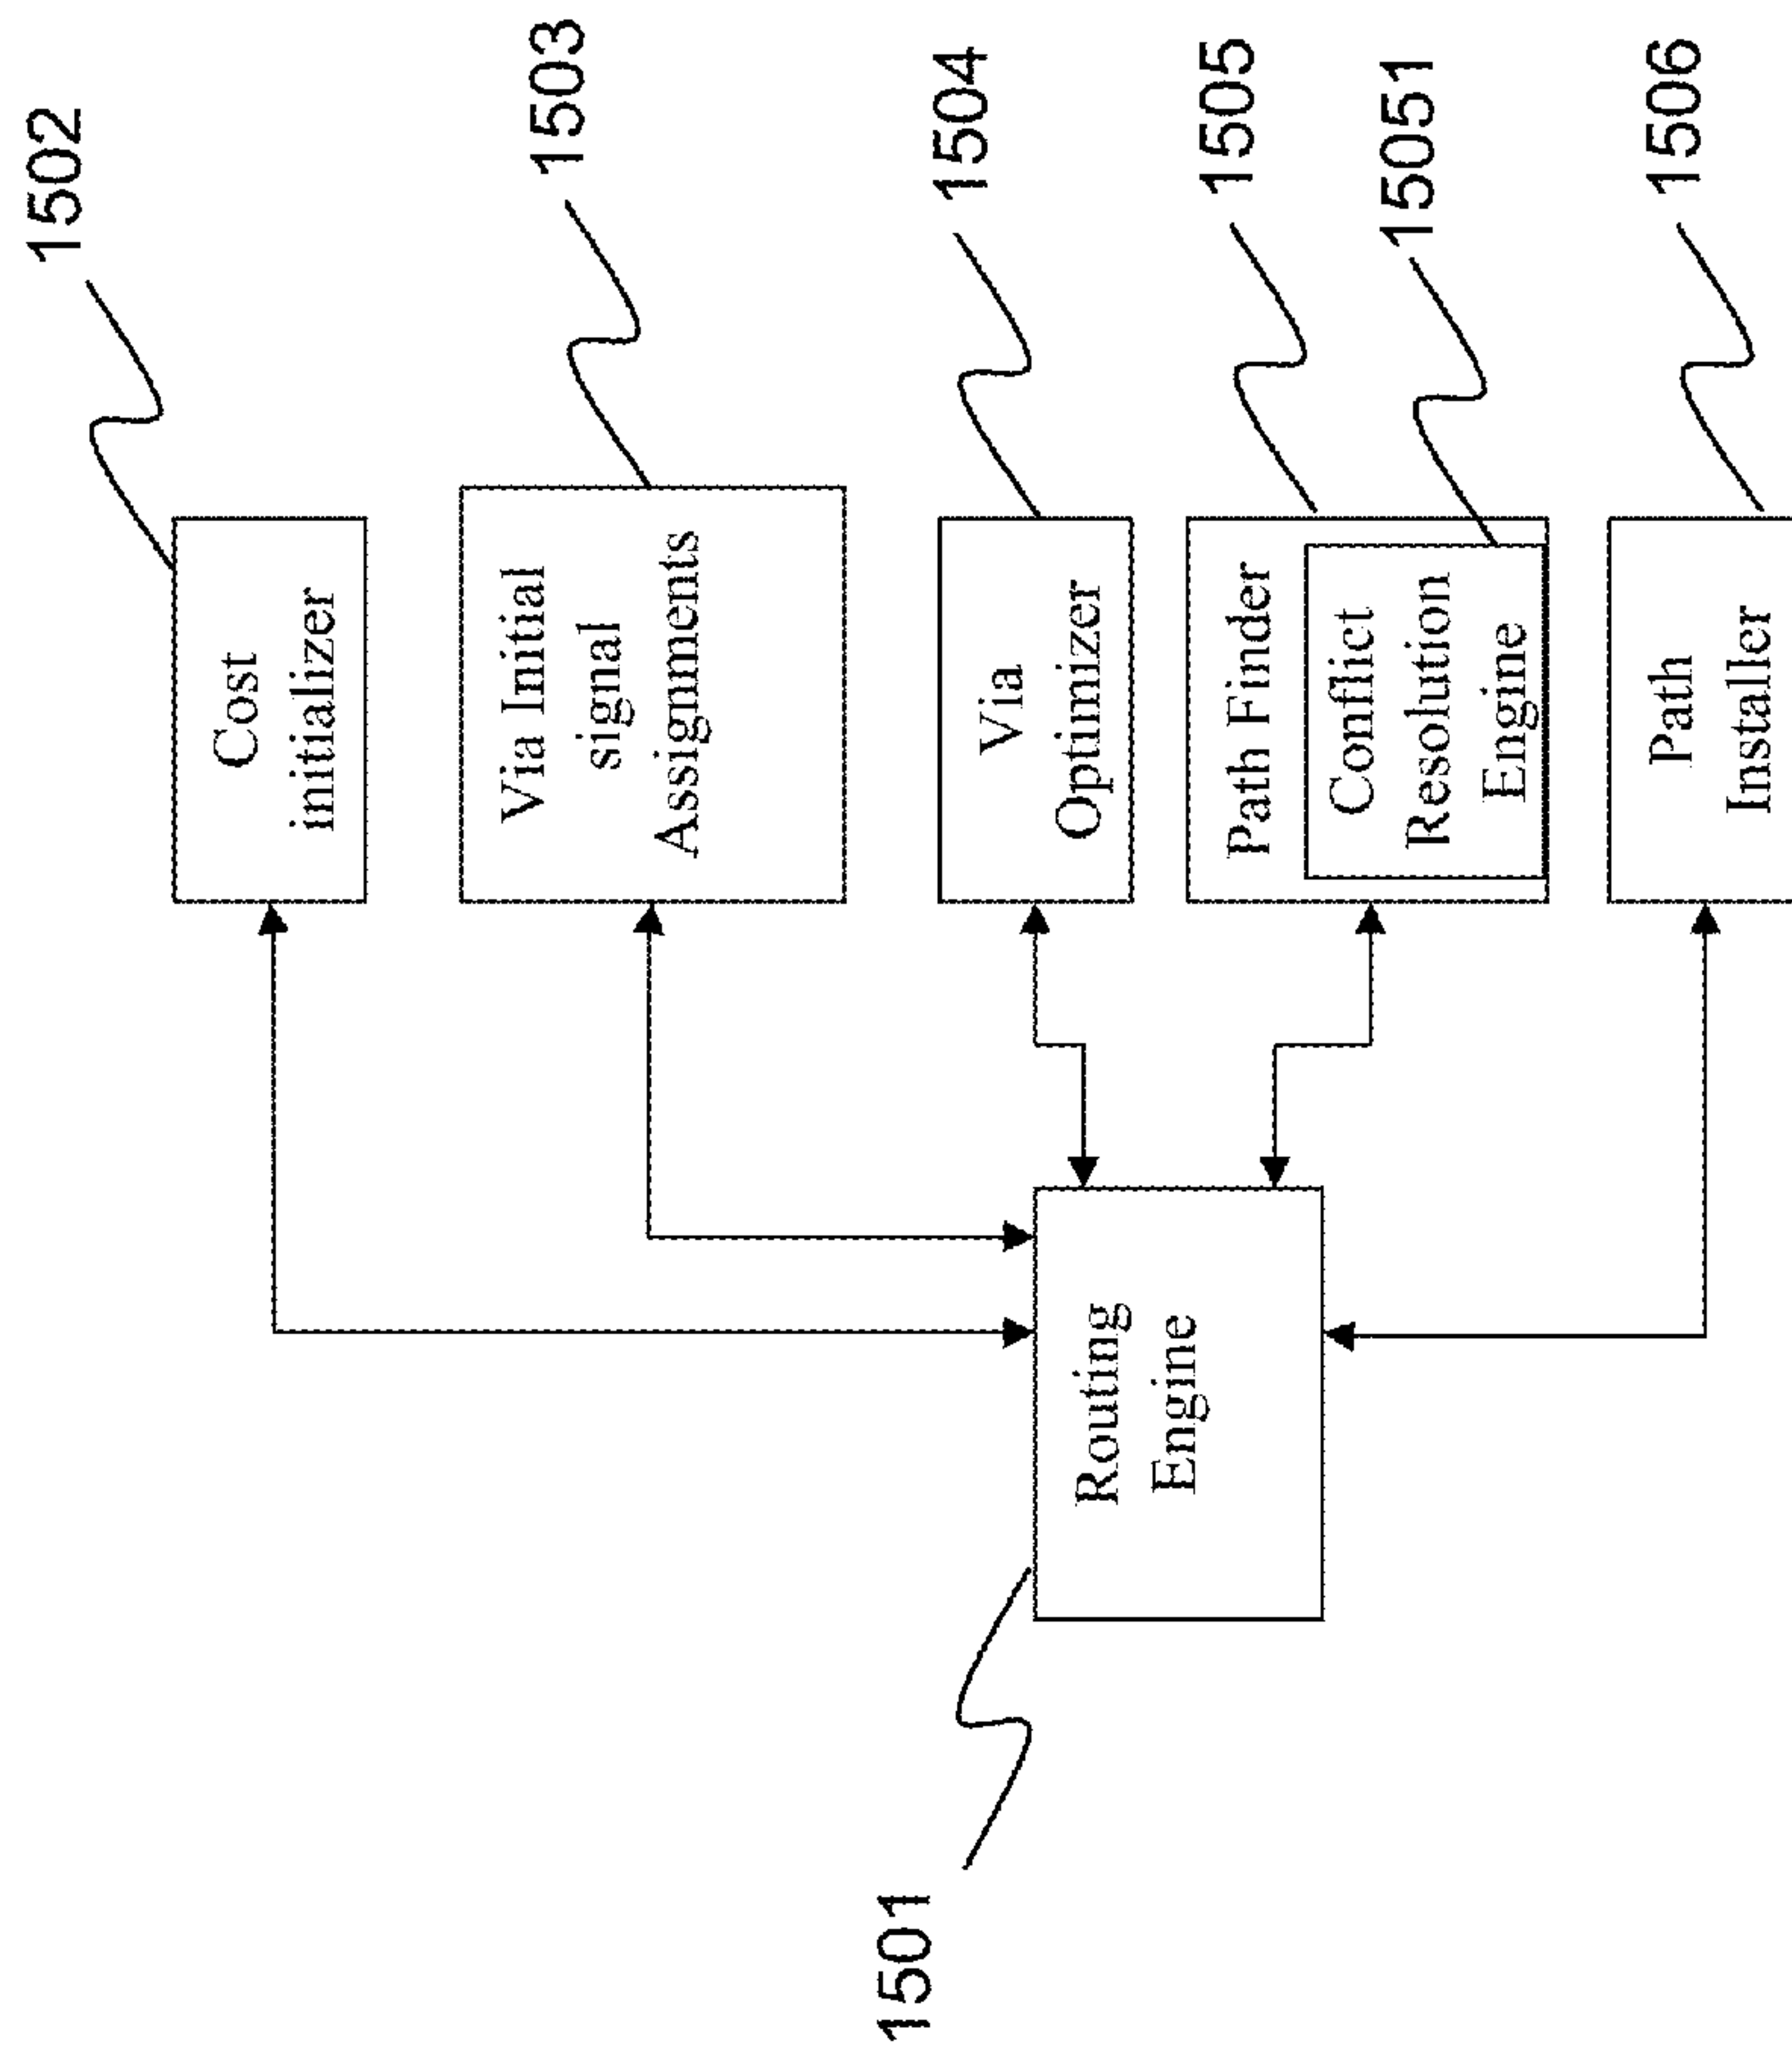 1502
1503
1504
1505
15051
1506
Cost
initializer
Via Initial
signal
Assignments
Via
Optimizer
Path Finder
Conflict
Resolution
Engine
Path
Installer
Routing
Engine
1501